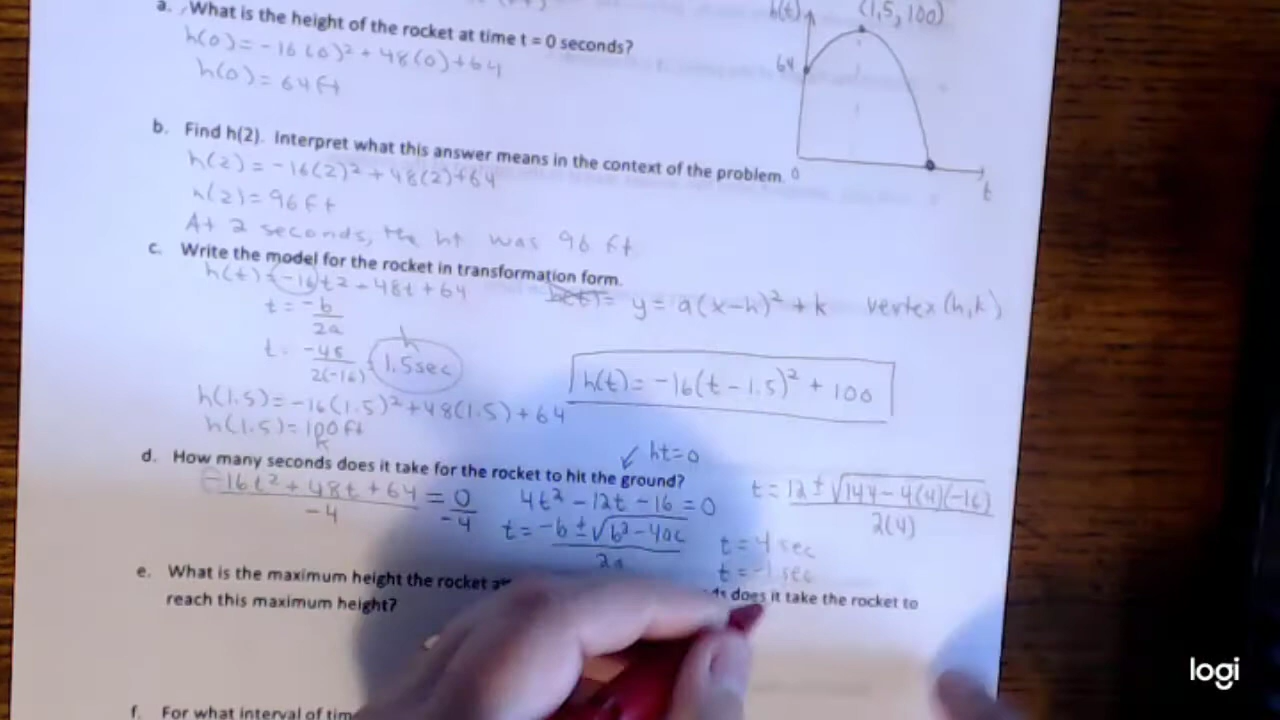 a. What is the height of the rocket at time t = 0 seconds?
h(0) = -16(0)² + 48(0) + 64
h(0) = 64 ft
h(t)
(1.5, 100)
64
0
t
b. Find h(2). Interpret what this answer means in the context of the problem.
h(2) = -16(2)² + 48(2) + 64
h(2) = 96 ft
At 2 seconds, the ht was 96 ft.
c. Write the model for the rocket in transformation form.
h(t) = -16t² + 48t + 64
y = a(x-h)² + k vertex (h,k)
t = -b/2a
t = -48/2(-16) = 1.5 sec
h
h(t) = -16(t - 1.5)² + 100
h(1.5) = -16(1.5)² + 48(1.5) + 64
h(1.5) = 100 ft
k
ht = 0
d. How many seconds does it take for the rocket to hit the ground?
-16t² + 48t + 64 = 0
-4 -4
4t² - 12t - 16 = 0
t = -b ± √b² - 4ac
2a
t = 12 ± √144 - 4(4)(-16)
2(4)
t = 4 sec
t = -1 sec
e. What is the maximum height the rocket does it take the rocket to
reach this maximum height?
f. For what interval of
logi